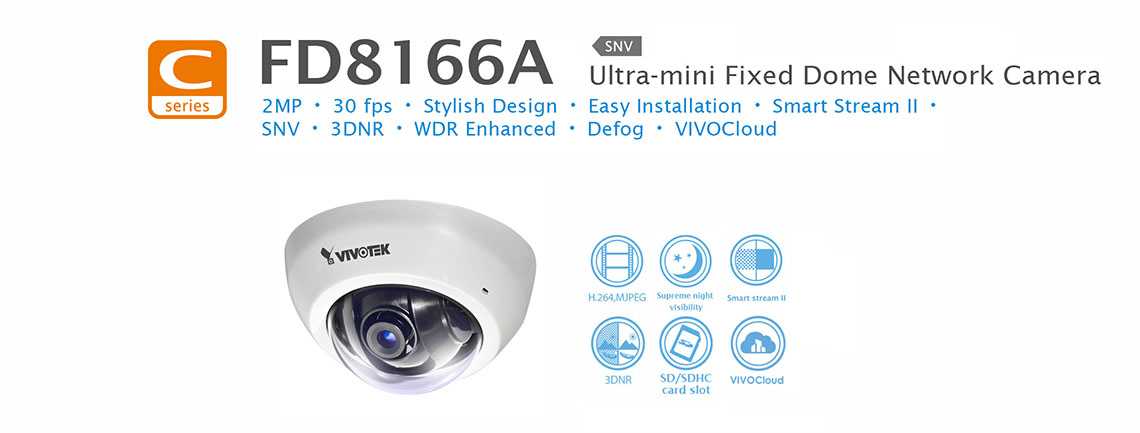 C
series
FD8166A
SNV
Ultra-mini Fixed Dome Network Camera
2MP • 30 fps • Stylish Design • Easy Installation • Smart Stream II •
SNV • 3DNR • WDR Enhanced • Defog • VIVOCloud
VIVOTEK
H.264,MJPEG
Supreme night
visibility
Smart stream II
3DNR
SD
SD/SDHC
card slot
VIVOCloud